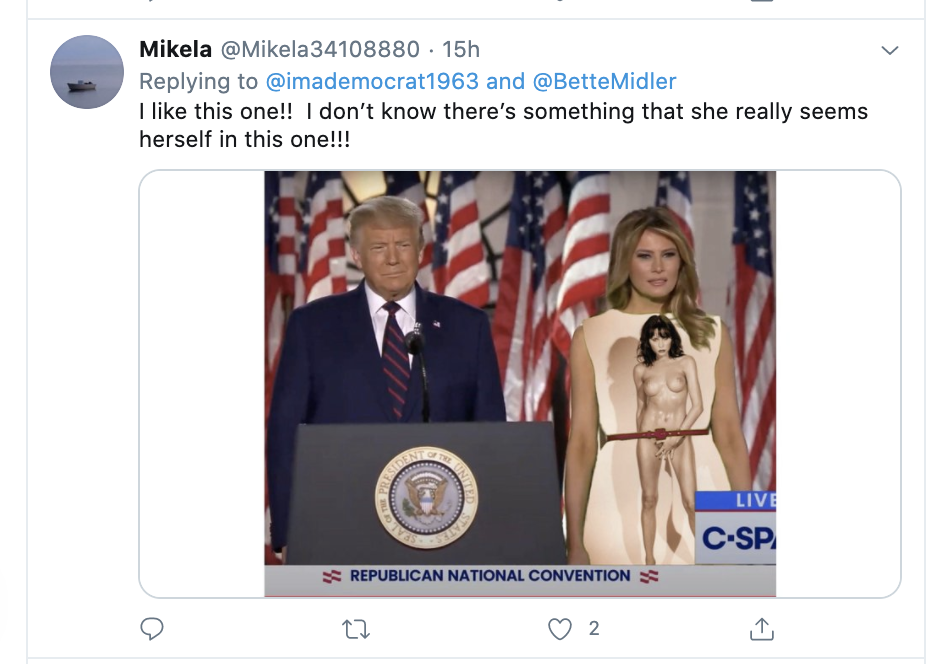 Mikela @Mikela34108880 · 15h
Replying to @imademocrat1963 and @BetteMidler
I like this one!!  I don’t know there’s something that she really seems
herself in this one!!!
SEAL OF THE PRESIDENT OF THE UNITED STATES
LIVE
C-SPA
REPUBLICAN NATIONAL CONVENTION
2